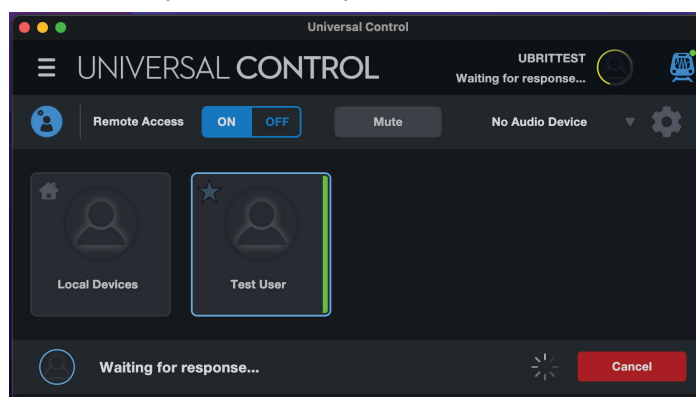 Universal Control
UNIVERSAL CONTROL
UBRITTEST
Waiting for response...
Remote Access
ON
OFF
Mute
No Audio Device
Local Devices
Test User
Waiting for response...
Cancel